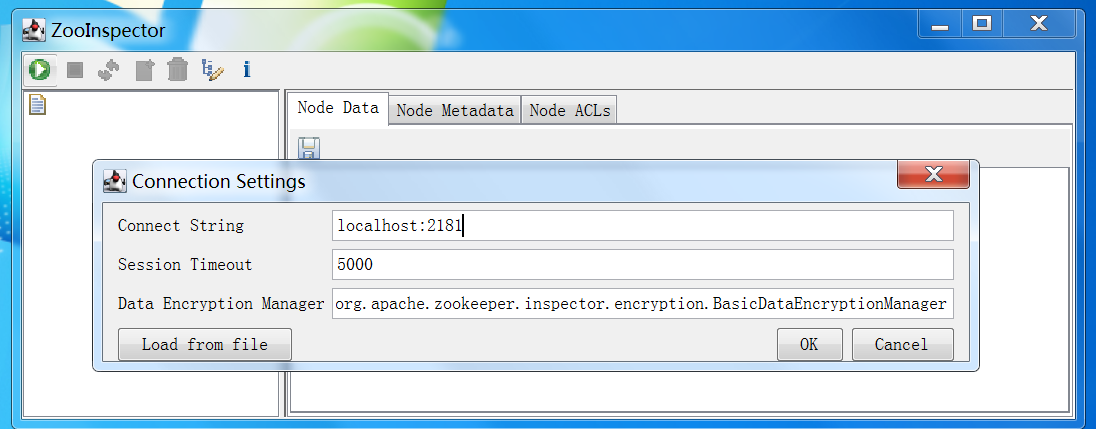 ZooInspector
Node Data
Node Metadata
Node ACLs
Connection Settings
Connect String
localhost:2181
Session Timeout
5000
Data Encryption Manager
org.apache.zookeeper.inspector.encryption.BasicDataEncryptionManager
Load from file
OK
Cancel